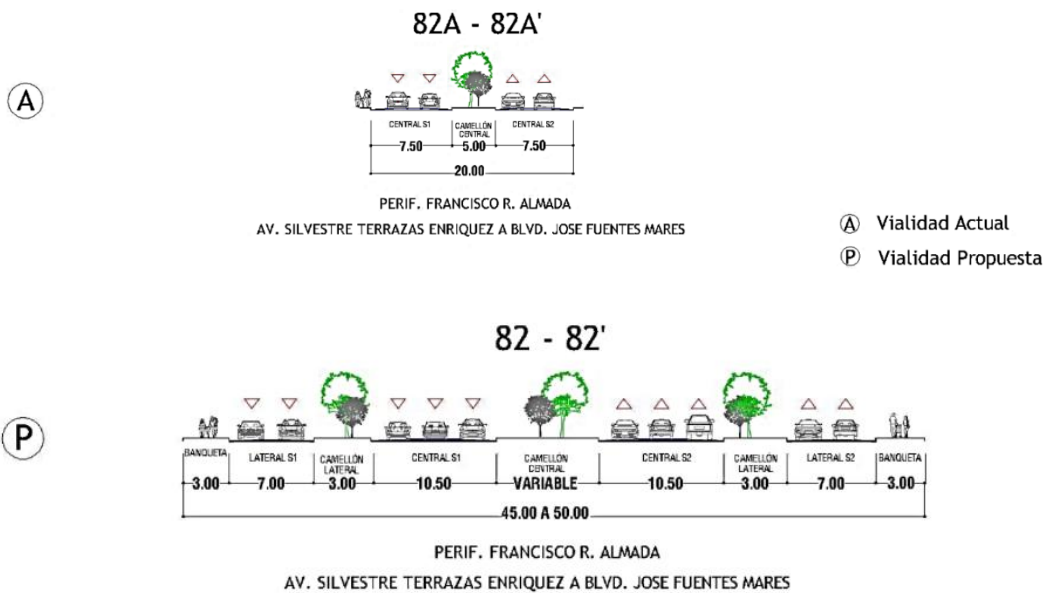 82A - 82A'
A
CENTRAL S1 CAMELLÓN CENTRAL CENTRAL S2
7.50 5.00 7.50
20.00
PERIF. FRANCISCO R. ALMADA
AV. SILVESTRE TERRAZAS ENRIQUEZ A BLVD. JOSE FUENTES MARES
A Vialidad Actual
P Vialidad Propuesta
82 - 82'
P
BANQUETA LATERAL S1 CAMELLÓN LATERAL CENTRAL S1 CAMELLÓN CENTRAL CENTRAL S2 CAMELLÓN LATERAL LATERAL S2 BANQUETA
3.00 7.00 3.00 10.50 VARIABLE 10.50 3.00 7.00 3.00
45.00 A 50.00
PERIF. FRANCISCO R. ALMADA
AV. SILVESTRE TERRAZAS ENRIQUEZ A BLVD. JOSE FUENTES MARES